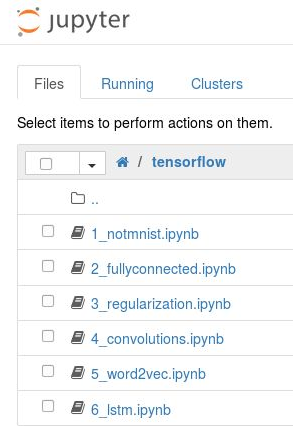 jupyter
Files Running Clusters
Select items to perform actions on them.
/ tensorflow
..
1_notmnist.ipynb
2_fullyconnected.ipynb
3_regularization.ipynb
4_convolutions.ipynb
5_word2vec.ipynb
6_lstm.ipynb